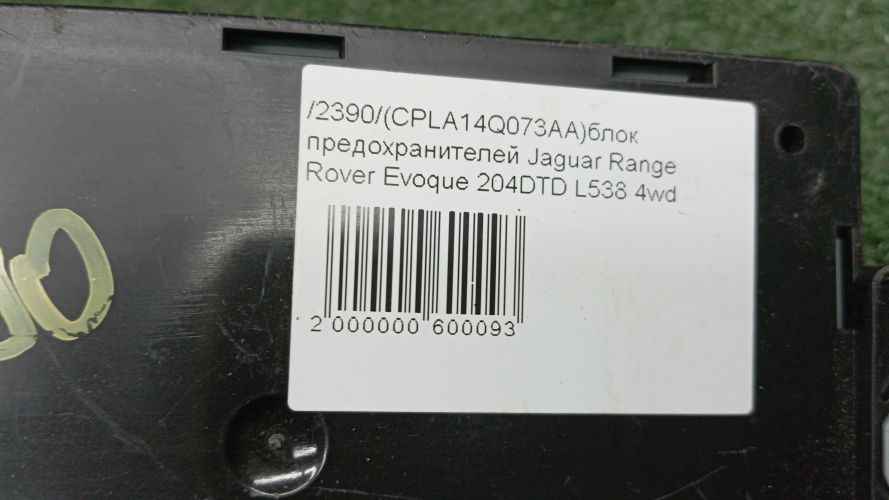 /2390/(CPLA14Q073AA)блок
предохранителей Jaguar Range
Rover Evoque 204DTD L538 4wd
2 000000 600093